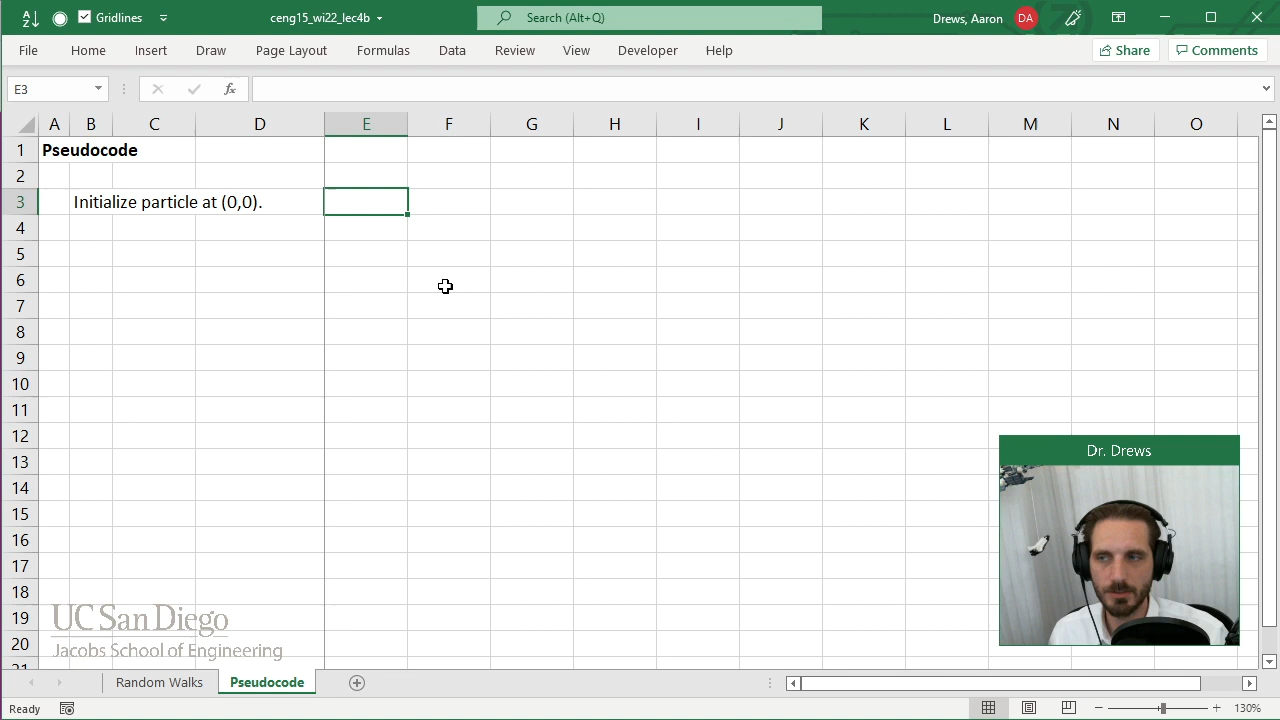 Gridlines
ceng15_wi22_lec4b
Search (Alt+Q)
Drews, Aaron
DA
File Home Insert Draw Page Layout Formulas Data Review View Developer Help
Share
Comments
E3
fx
A B C D E F G H I J K L M N O
1 Pseudocode
2
3 Initialize particle at (0,0).
4
5
6
7
8
9
10
11
12
13
14
15
16
17
18
19
20
21
Dr. Drews
UC San Diego
Jacobs School of Engineering
Random Walks
Pseudocode
Ready
130%